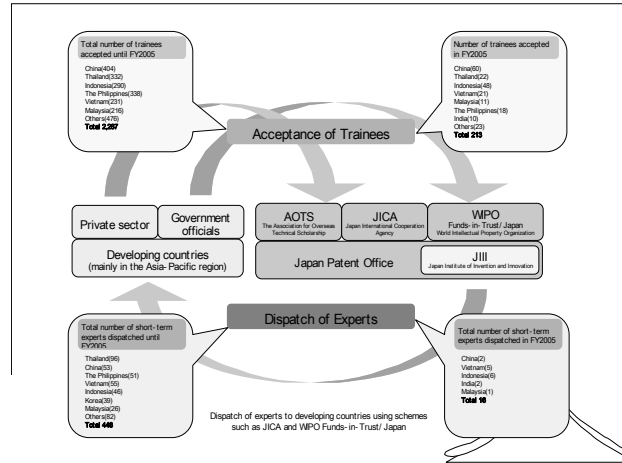 Total number of trainees
accepted until FY2005
China(404)
Thailand(332)
Indonesia(290)
The Philippines(338)
Vietnam(231)
Malaysia(216)
Others(476)
Total 2,287
Number of trainees accepted
in FY2005
China(60)
Thailand(22)
Indonesia(48)
Vietnam(21)
Malaysia(11)
The Philippines(18)
India(10)
Others(23)
Total 213
Acceptance of Trainees
Private sector
Government
officials
Developing countries
(mainly in the Asia-Pacific region)
AOTS
The Association for Overseas
Technical Scholarship
JICA
Japan International Cooperation
Agency
WIPO
Funds-in-Trust/Japan
World Intellectual Property Organization
Japan Patent Office
JIII
Japan Institute of Invention and Innovation
Dispatch of Experts
Total number of short-term
experts dispatched until
FY2005
Thailand(96)
China(53)
The Philippines(51)
Vietnam(55)
Indonesia(46)
Korea(39)
Malaysia(26)
Others(82)
Total 448
Total number of short-term
experts dispatched in FY2005
China(2)
Vietnam(5)
Indonesia(6)
India(2)
Malaysia(1)
Total 16
Dispatch of experts to developing countries using schemes
such as JICA and WIPO Funds-in-Trust/Japan